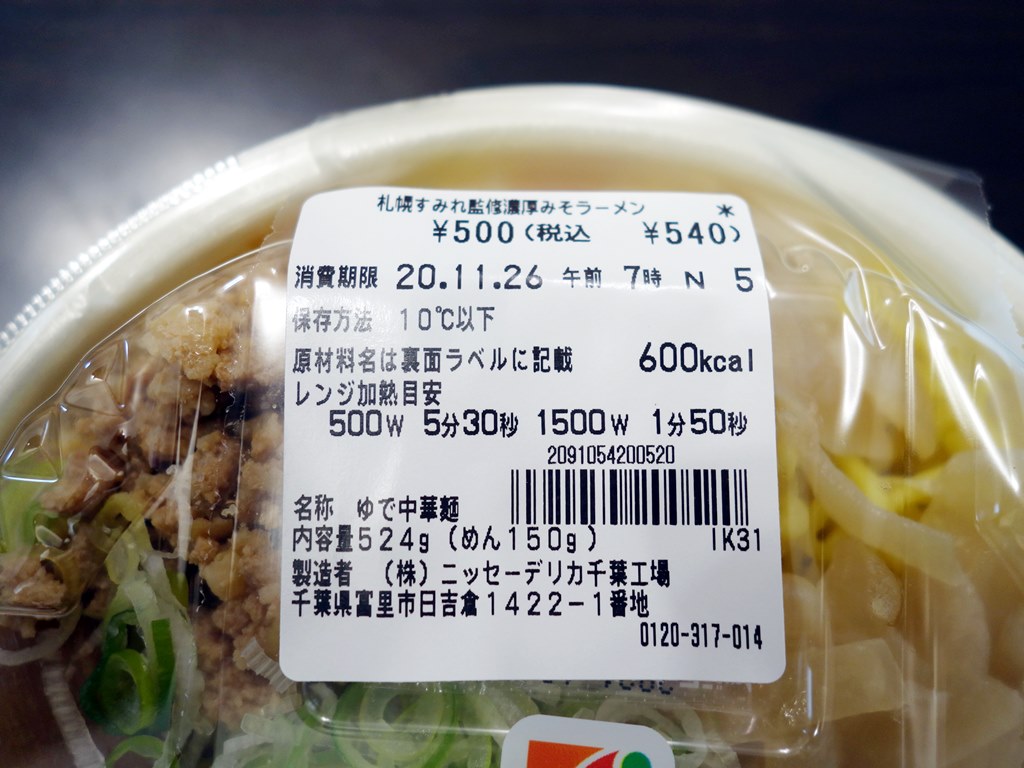 札幌すみれ監修濃厚みそラーメン ＊
¥500(税込 ¥540)
消費期限 20.11.26 午前 7時 N 5
保存方法 10℃以下
原材料名は裏面ラベルに記載 600kcal
レンジ加熱目安
500W 5分30秒 1500W 1分50秒
2091054200520
名称 ゆで中華麺
内容量524g(めん150g) IK31
製造者 (株)ニッセーデリカ千葉工場
千葉県富里市日吉倉1422-1番地
0120-317-014